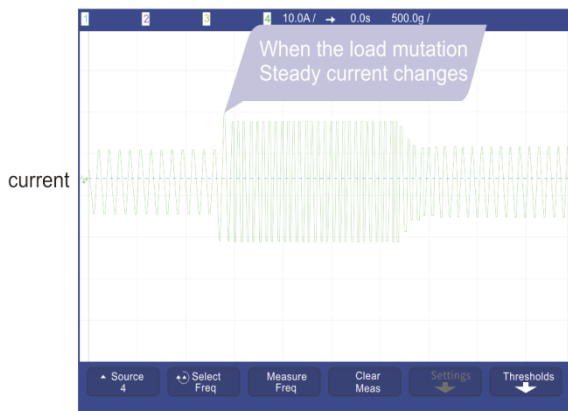 1 2 3 4 10.0A/ → 0.0s 500.0g/
When the load mutation
Steady current changes
current
Source
4
Select
Freq
Measure
Freq
Clear
Meas
Settings
Thresholds